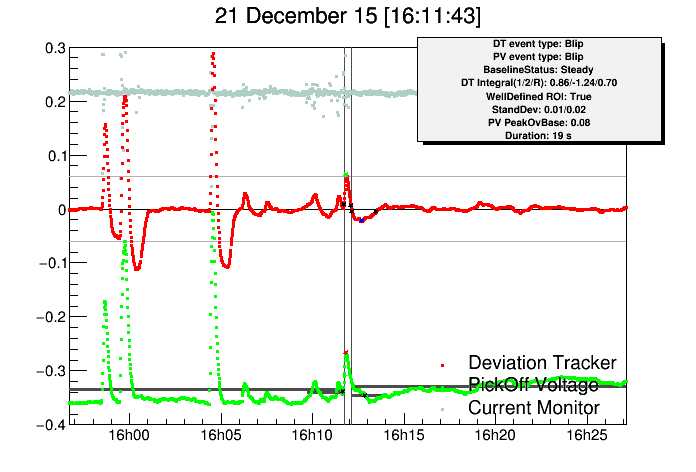 21 December 15 [16:11:43]
DT event type: Blip
PV event type: Blip
BaselineStatus: Steady
DT Integral(1/2/R): 0.86/-1.24/0.70
WellDefined ROI: True
StandDev: 0.01/0.02
PV PeakOvBase: 0.08
Duration: 19 s
0.3
0.2
0.1
0
−0.1
−0.2
−0.3
−0.4
Deviation Tracker
PickOff Voltage
Current Monitor
16h00 16h05 16h10 16h15 16h20 16h25